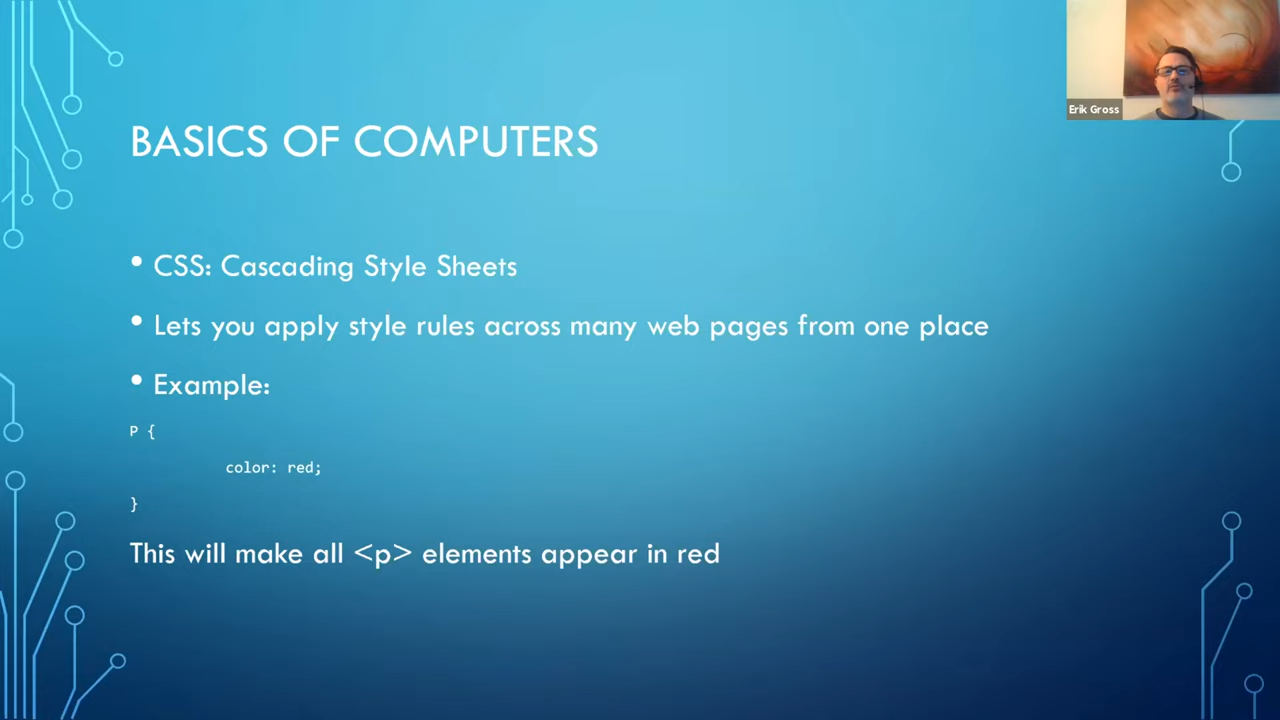 Erik Gross
BASICS OF COMPUTERS
• CSS: Cascading Style Sheets
• Lets you apply style rules across many web pages from one place
• Example:
P {
color: red;
}
This will make all <p> elements appear in red